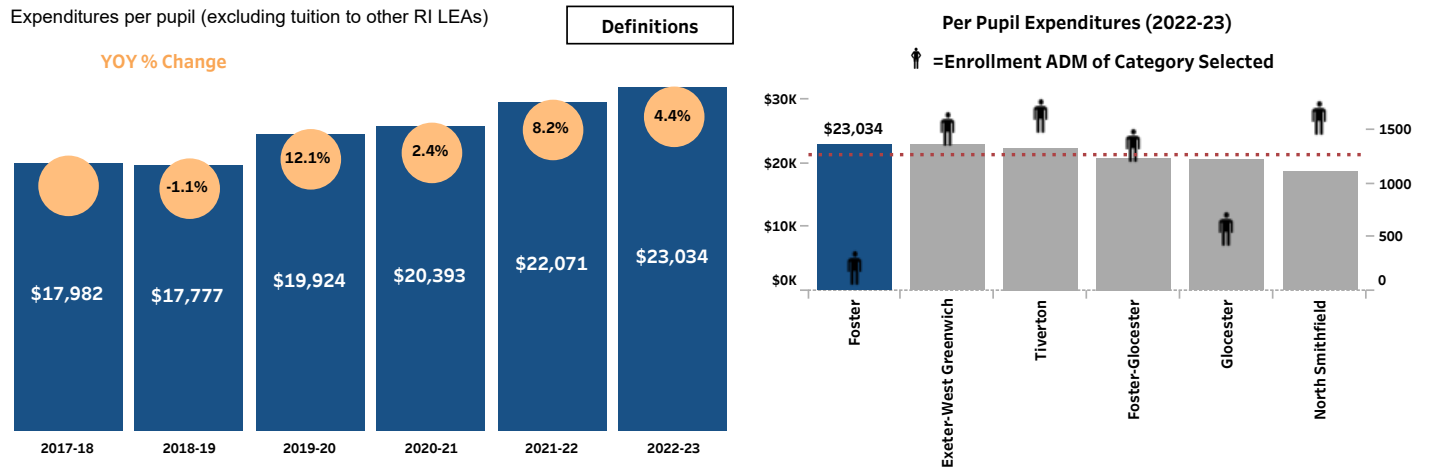 Expenditures per pupil (excluding tuition to other RI LEAs)
Definitions
YOY % Change
-1.1%
12.1%
2.4%
8.2%
4.4%
$17,982
$17,777
$19,924
$20,393
$22,071
$23,034
2017-18
2018-19
2019-20
2020-21
2021-22
2022-23
Per Pupil Expenditures (2022-23)
=Enrollment ADM of Category Selected
$30K
$20K
$10K
$0K
$23,034
1500
1000
500
0
Foster
Exeter-West Greenwich
Tiverton
Foster-Glocester
Glocester
North Smithfield